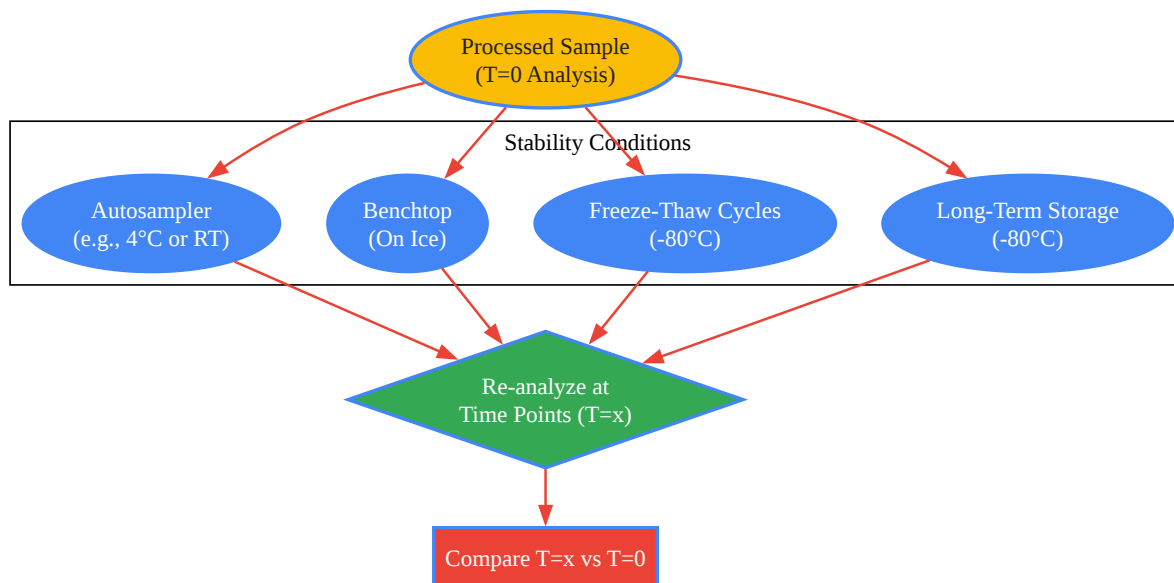 Processed Sample
(T=0 Analysis)
Stability Conditions
Autosampler
(e.g., 4°C or RT)
Benchtop
(On Ice)
Freeze-Thaw Cycles
(-80°C)
Long-Term Storage
(-80°C)
Re-analyze at
Time Points (T=x)
Compare T=x vs T=0